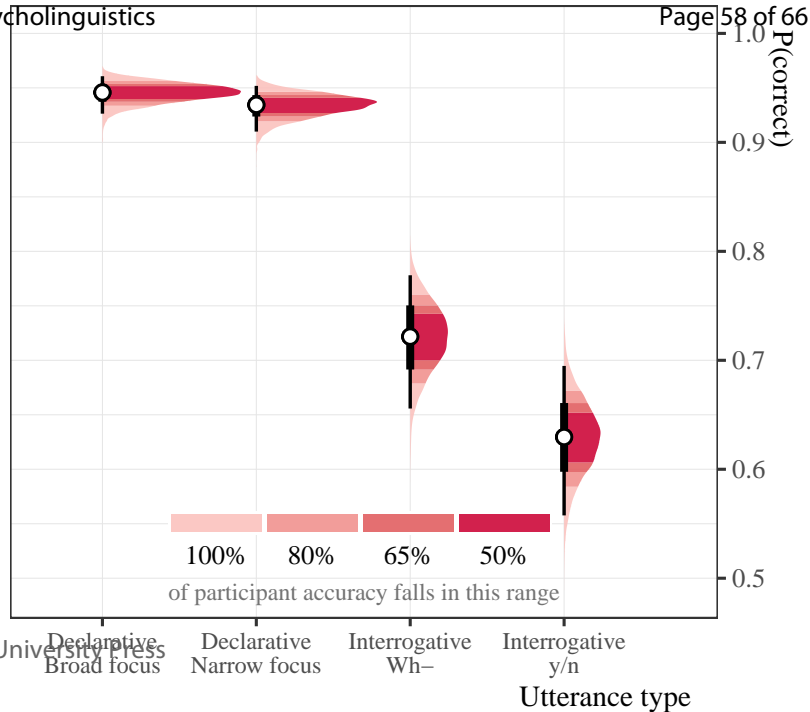 ycholinguistics
Page 58 of 66
1.0
P(correct)
0.9
0.8
0.7
0.6
0.5
100% 80% 65% 50%
of participant accuracy falls in this range
Declarative Declarative Interrogative Interrogative
Broad focus Narrow focus Wh− y/n
University Press
Utterance type